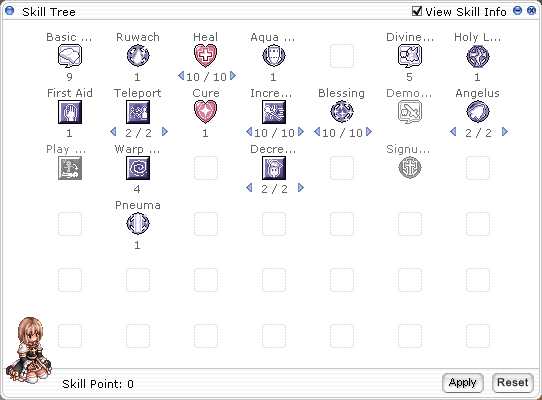 Skill Tree View Skill Info
Basic ... Ruwach Heal Aqua ... Divine... Holy L...
9 1 10 / 10 1 5 1
First Aid Teleport Cure Incre... Blessing Demo... Angelus
1 2 / 2 1 10 / 10 10 / 10 2 / 2
Play ... Warp ... Decre... Signu...
4 2 / 2
Pneuma
1
Skill Point: 0 Apply Reset